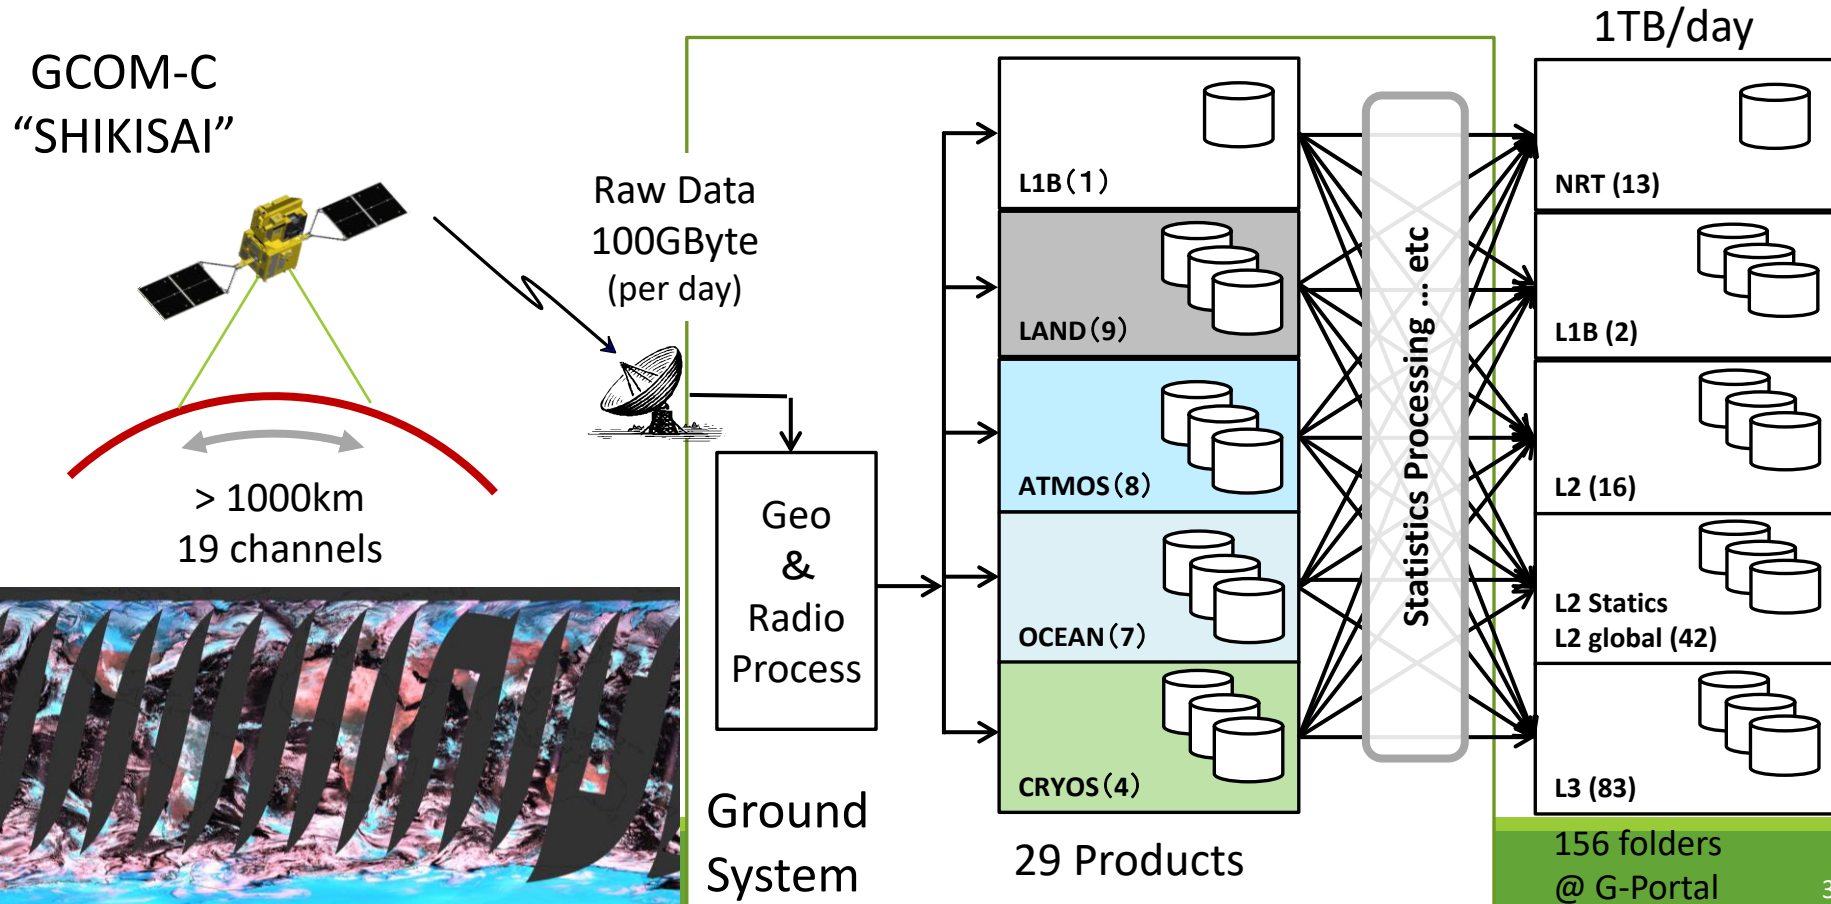 GCOM-C
“SHIKISAI”
> 1000km
19 channels
Raw Data
100GByte
(per day)
Geo
&
Radio
Process
Ground
System
L1B（1）
LAND（9）
ATMOS（8）
OCEAN（7）
CRYOS（4）
29 Products
Statistics Processing ... etc
1TB/day
NRT (13)
L1B (2)
L2 (16)
L2 Statics
L2 global (42)
L3 (83)
156 folders
@ G-Portal
3